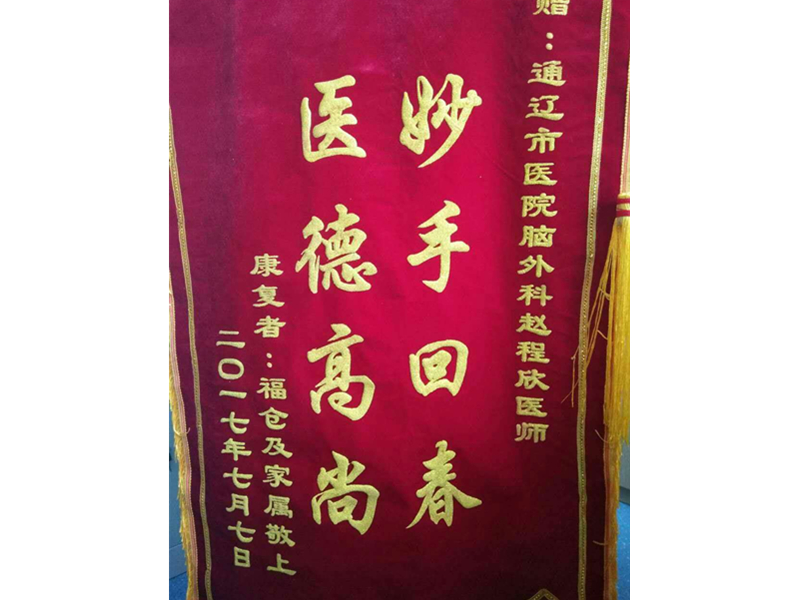 赠：通辽市医院脑外科赵程欣医师
妙手回春
医德高尚
康复者：福仓及家属敬上
二〇一七年七月七日